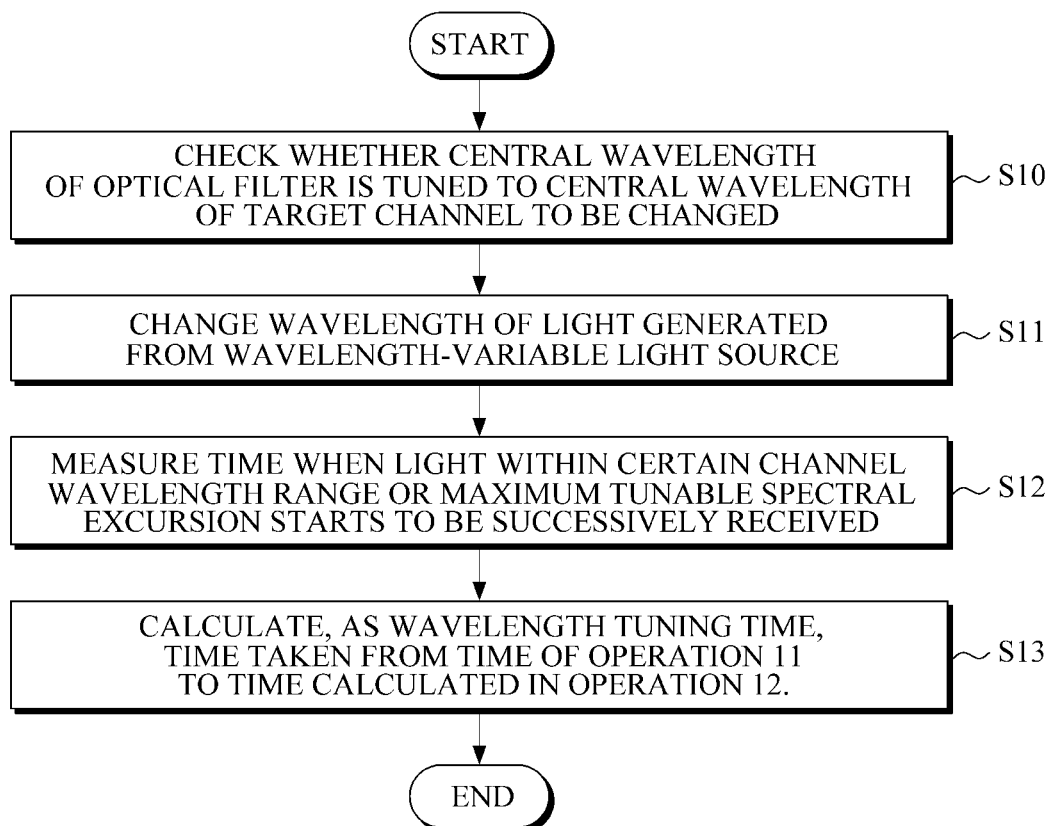 START
CHECK WHETHER CENTRAL WAVELENGTH
OF OPTICAL FILTER IS TUNED TO CENTRAL WAVELENGTH
OF TARGET CHANNEL TO BE CHANGED
S10
CHANGE WAVELENGTH OF LIGHT GENERATED
FROM WAVELENGTH-VARIABLE LIGHT SOURCE
S11
MEASURE TIME WHEN LIGHT WITHIN CERTAIN CHANNEL
WAVELENGTH RANGE OR MAXIMUM TUNABLE SPECTRAL
EXCURSION STARTS TO BE SUCCESSIVELY RECEIVED
S12
CALCULATE, AS WAVELENGTH TUNING TIME,
TIME TAKEN FROM TIME OF OPERATION 11
TO TIME CALCULATED IN OPERATION 12.
S13
END